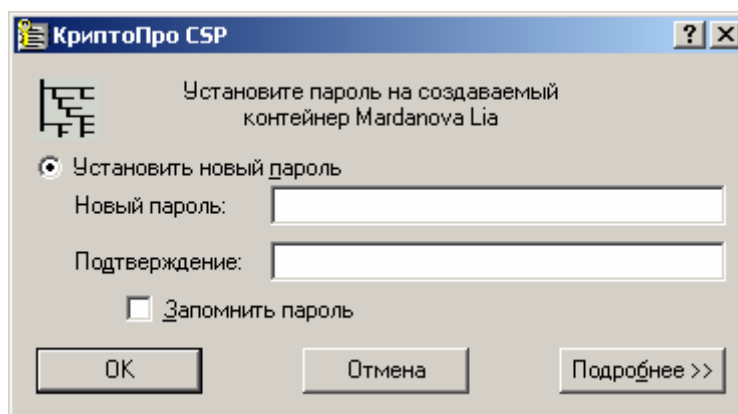 КриптоПро CSP
Установите пароль на создаваемый
контейнер Mardanova Lia
Установить новый пароль
Новый пароль:
Подтверждение:
Запомнить пароль
OK
Отмена
Подробнее >>